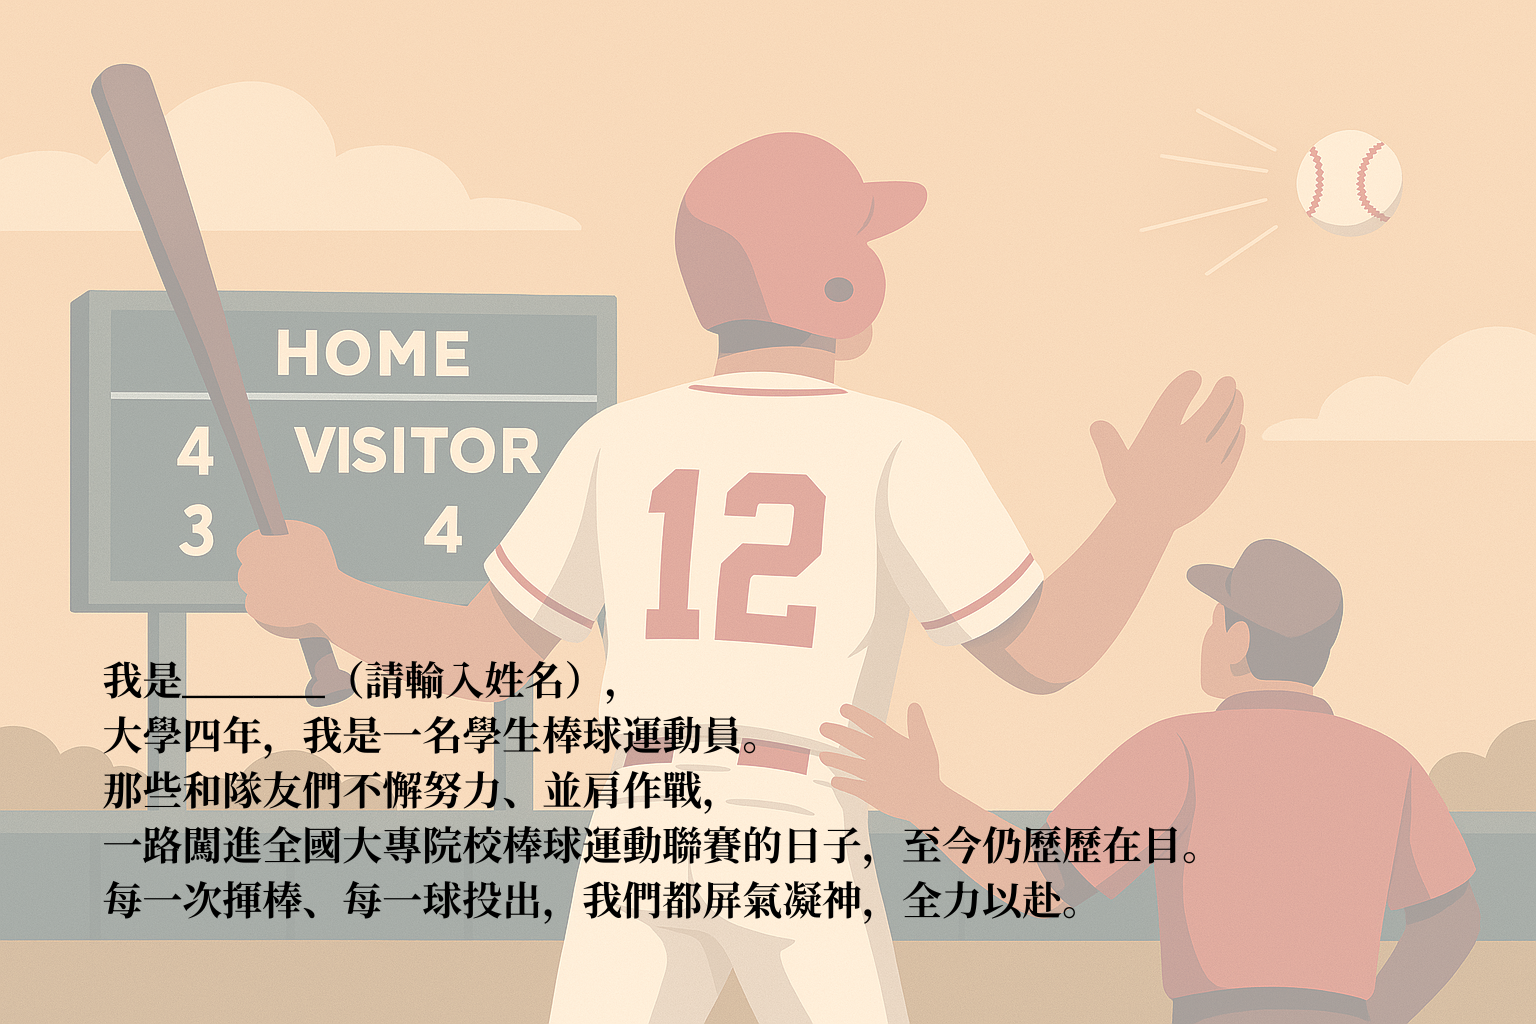 HOME
4 VISITOR
3 4
12
我是_______（請輸入姓名），
大學四年，我是一名學生棒球運動員。
那些和隊友們不懈努力、並肩作戰，
一路闖進全國大專院校棒球運動聯賽的日子，至今仍歷歷在目。
每一次揮棒、每一球投出，我們都屏氣凝神，全力以赴。